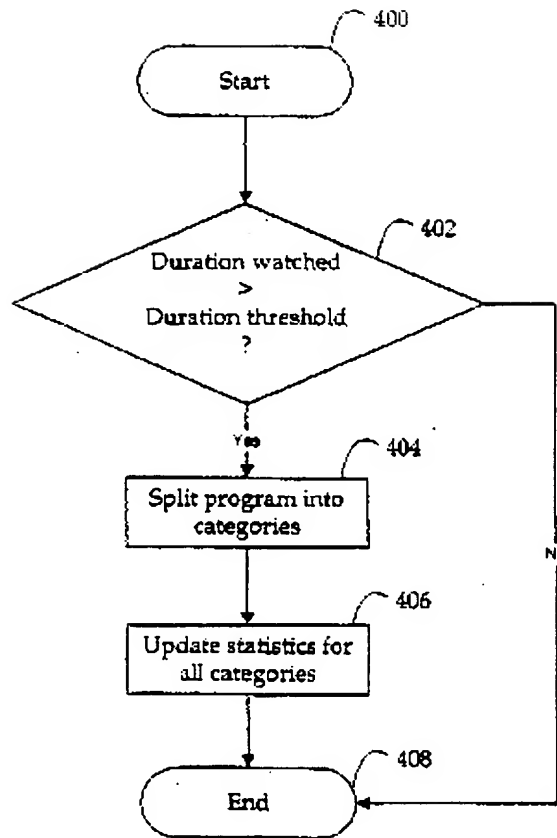 400
Start
402
Duration watched
>
Duration threshold
?
Yes
404
Split program into
categories
N
406
Update statistics for
all categories
408
End